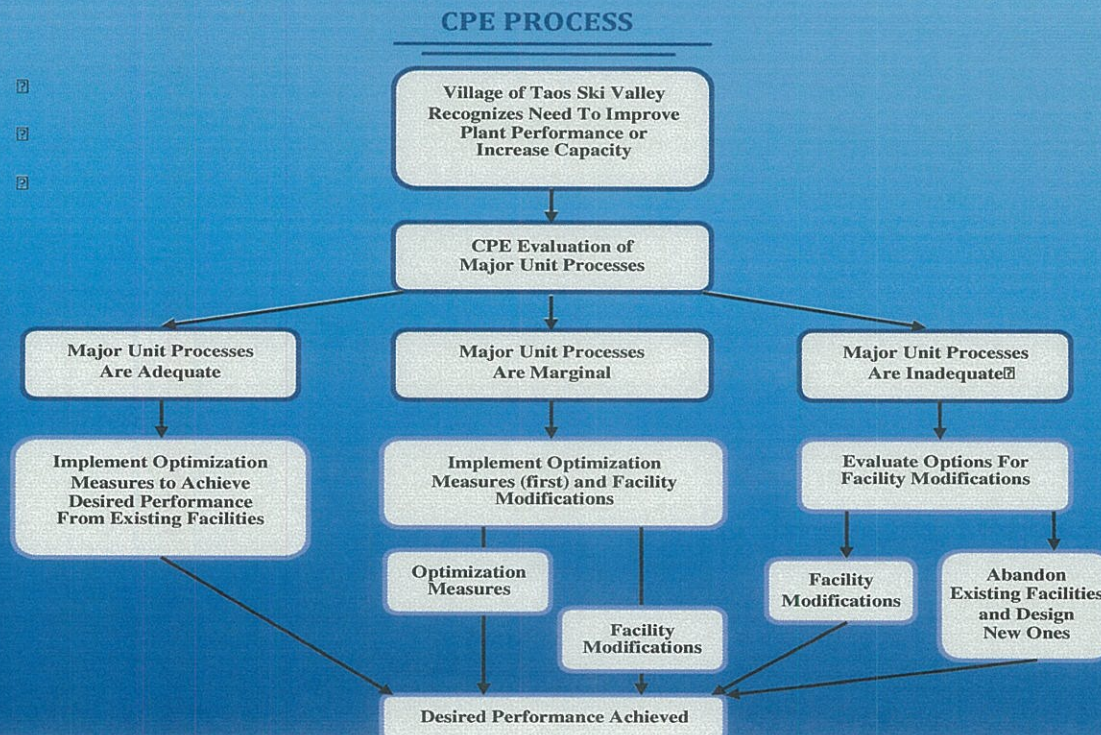 CPE PROCESS
Village of Taos Ski Valley
Recognizes Need To Improve
Plant Performance or
Increase Capacity
CPE Evaluation of
Major Unit Processes
Major Unit Processes
Are Adequate
Major Unit Processes
Are Marginal
Major Unit Processes
Are Inadequate
Implement Optimization
Measures to Achieve
Desired Performance
From Existing Facilities
Implement Optimization
Measures (first) and Facility
Modifications
Evaluate Options For
Facility Modifications
Optimization
Measures
Facility
Modifications
Facility
Modifications
Abandon
Existing Facilities
and Design
New Ones
Desired Performance Achieved